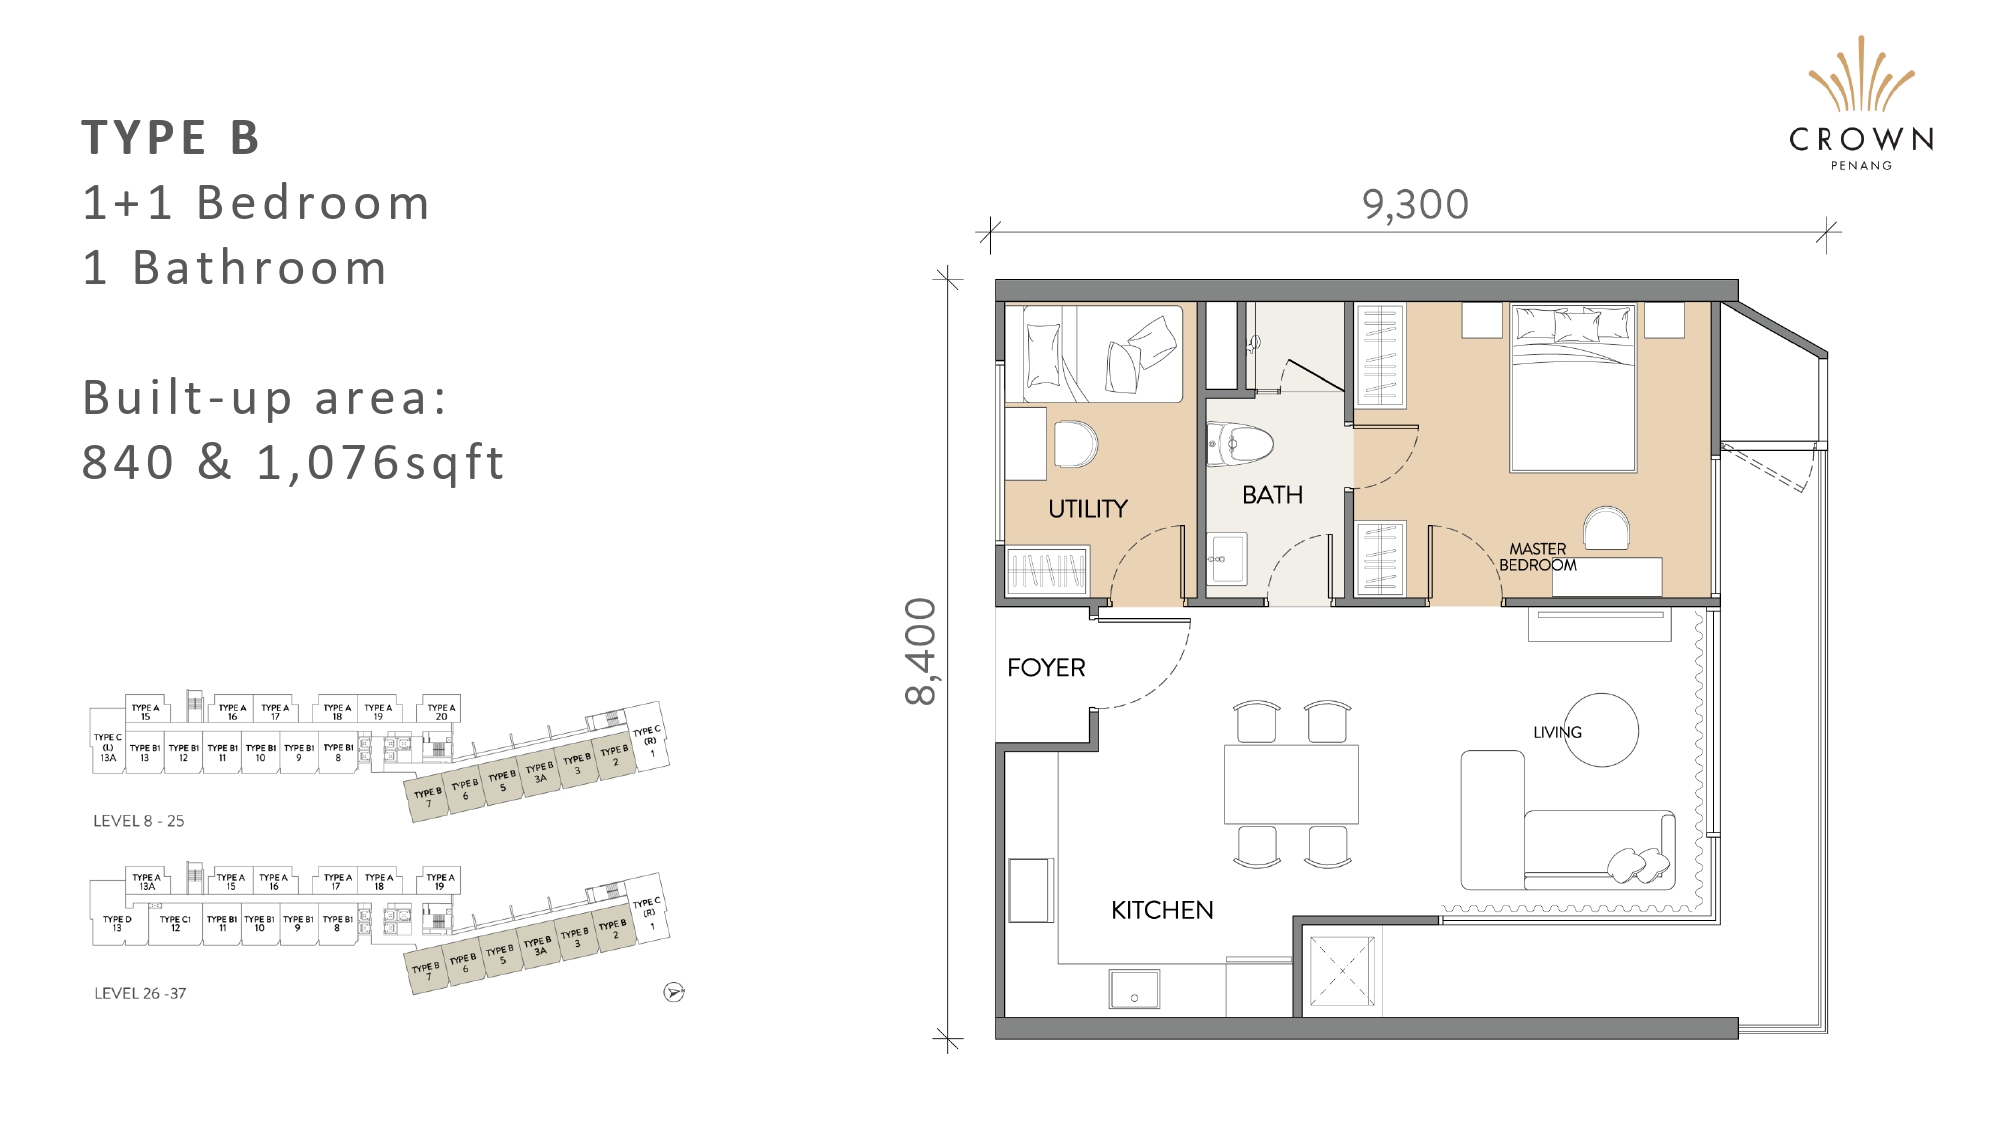 TYPE B
1+1 Bedroom
1 Bathroom
Built-up area:
840 & 1,076sqft
CROWN
PENANG
9,300
8,400
UTILITY
BATH
MASTER
BEDROOM
FOYER
LIVING
KITCHEN
TYPE A
15
TYPE A
16
TYPE A
17
TYPE A
18
TYPE A
19
TYPE A
20
TYPE C
(L)
13A
TYPE B1
13
TYPE B1
12
TYPE B1
11
TYPE B1
10
TYPE B1
9
TYPE B1
8
TYPE B
7
TYPE B
6
TYPE B
5
TYPE B
3A
TYPE B
3
TYPE B
2
TYPE C
(R)
1
LEVEL 8 - 25
TYPE A
13A
TYPE A
15
TYPE A
16
TYPE A
17
TYPE A
18
TYPE A
19
TYPE D
13
TYPE C1
12
TYPE B1
11
TYPE B1
10
TYPE B1
9
TYPE B1
8
TYPE B
7
TYPE B
6
TYPE B
5
TYPE B
3A
TYPE B
3
TYPE B
2
TYPE C
(R)
1
LEVEL 26 -37